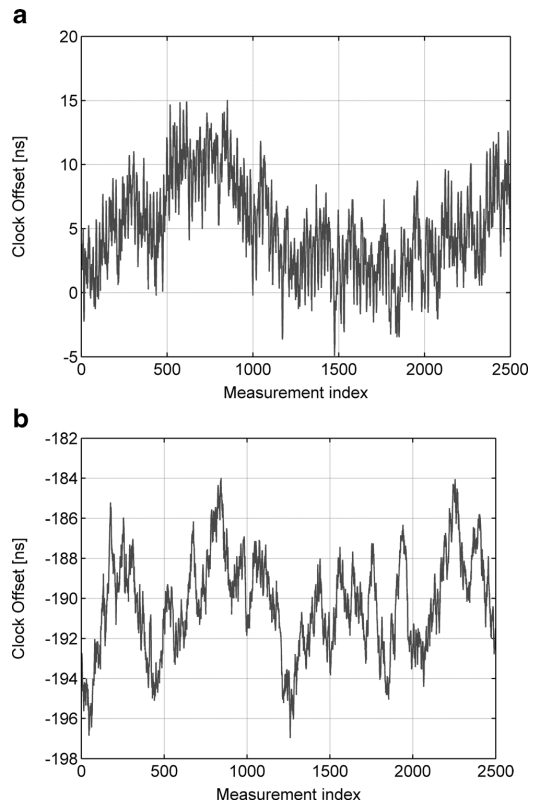 a
20
15
10
5
0
-5
Clock Offset [ns]
0 500 1000 1500 2000 2500
Measurement index
b
-182
-184
-186
-188
-190
-192
-194
-196
-198
Clock Offset [ns]
0 500 1000 1500 2000 2500
Measurement index